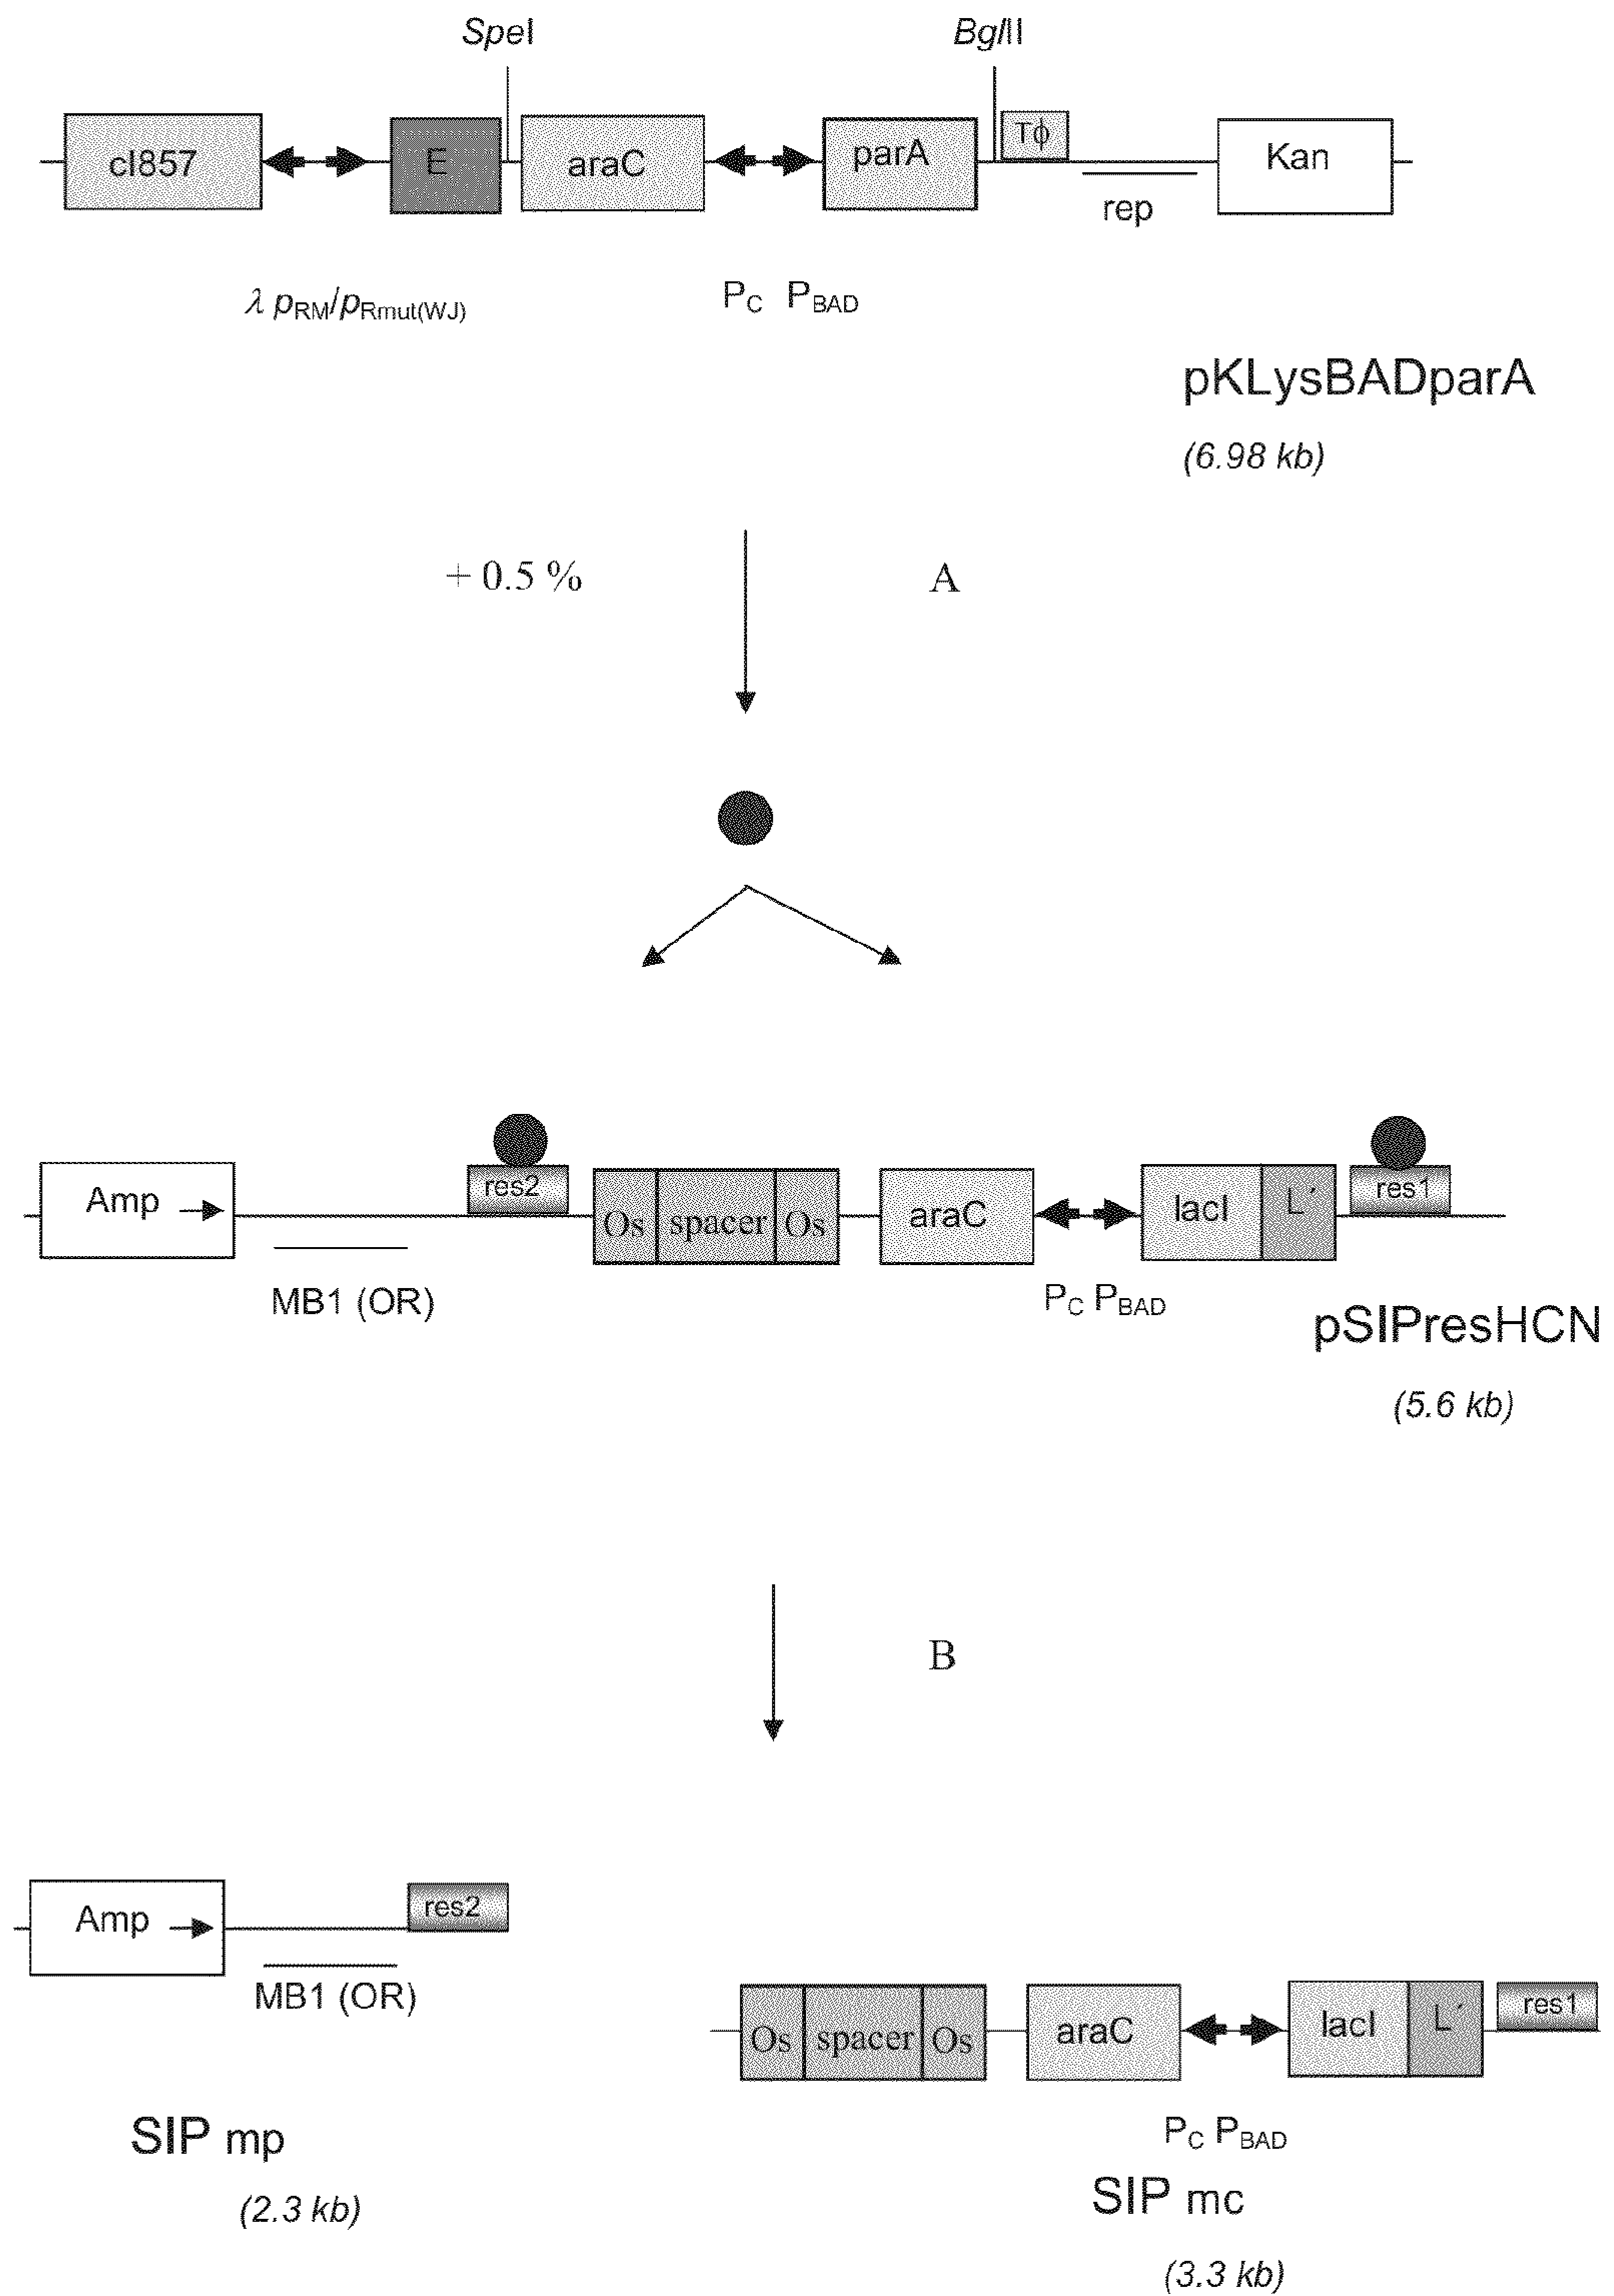 SpeI BglII
cI857 E araC parA Tϕ Kan
rep
λ pRM/pRmut(WJ) PC PBAD
pKLysBADparA
(6.98 kb)
+ 0.5 % A
Amp res2 Os spacer Os araC lacI L´ res1
MB1 (OR) PC PBAD
pSIPresHCN
(5.6 kb)
B
Amp res2
MB1 (OR)
Os spacer Os araC lacI L´ res1
PC PBAD
SIP mp
(2.3 kb)
SIP mc
(3.3 kb)